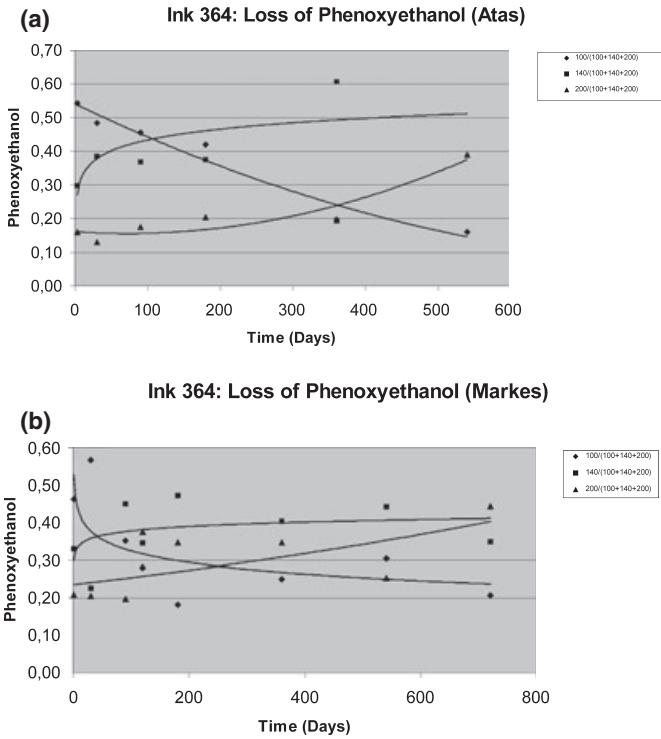 (a)
Ink 364: Loss of Phenoxyethanol (Atas)
0,70
0,60
0,50
0,40
0,30
0,20
0,10
0,00
Phenoxyethanol
0 100 200 300 400 500 600
Time (Days)
100/(100+140+200)
140/(100+140+200)
200/(100+140+200)
Ink 364: Loss of Phenoxyethanol (Markes)
(b)
0,60
0,50
0,40
0,30
0,20
0,10
0,00
Phenoxyethanol
0 200 400 600 800
Time (Days)
100/(100+140+200)
140/(100+140+200)
200/(100+140+200)